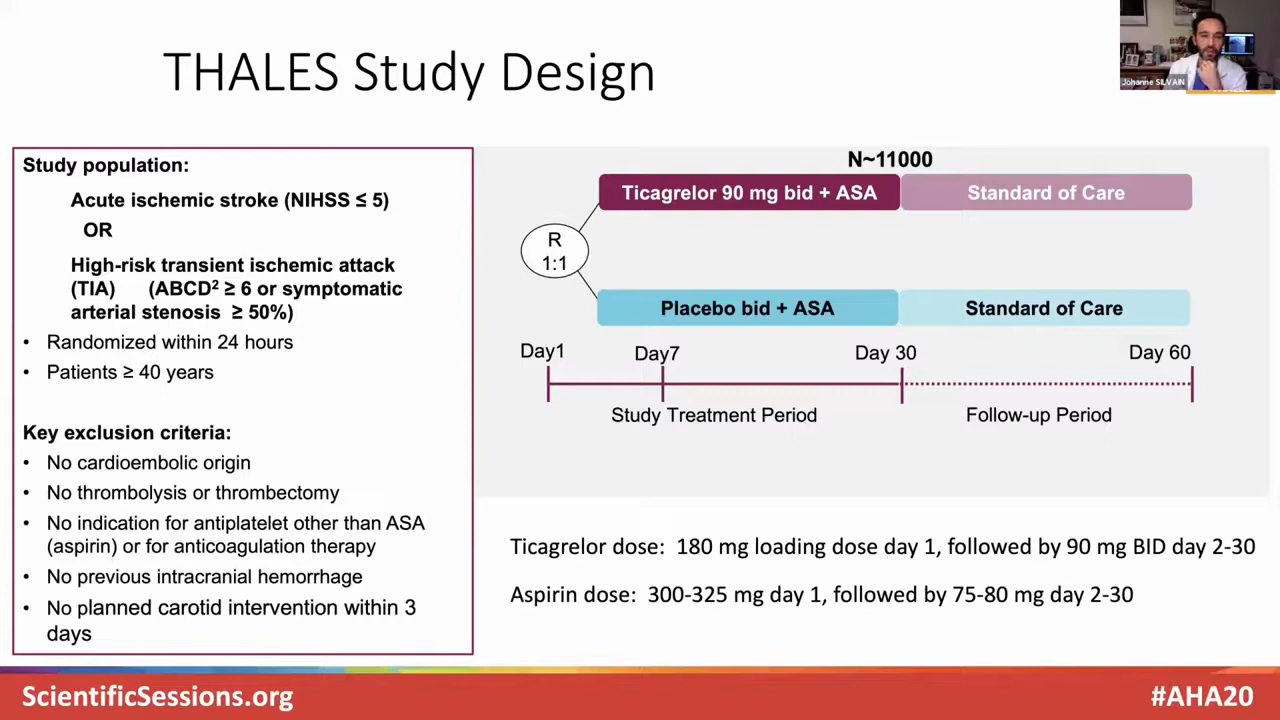 THALES Study Design
Johanne SILVAIN
Study population:
Acute ischemic stroke (NIHSS ≤ 5)
OR
High-risk transient ischemic attack
(TIA) (ABCD² ≥ 6 or symptomatic
arterial stenosis ≥ 50%)
• Randomized within 24 hours
• Patients ≥ 40 years
Key exclusion criteria:
• No cardioembolic origin
• No thrombolysis or thrombectomy
• No indication for antiplatelet other than ASA
(aspirin) or for anticoagulation therapy
• No previous intracranial hemorrhage
• No planned carotid intervention within 3
days
N~11000
Ticagrelor 90 mg bid + ASA
Standard of Care
R
1:1
Placebo bid + ASA
Standard of Care
Day1
Day7
Day 30
Day 60
Study Treatment Period
Follow-up Period
Ticagrelor dose: 180 mg loading dose day 1, followed by 90 mg BID day 2-30
Aspirin dose: 300-325 mg day 1, followed by 75-80 mg day 2-30
ScientificSessions.org
#AHA20